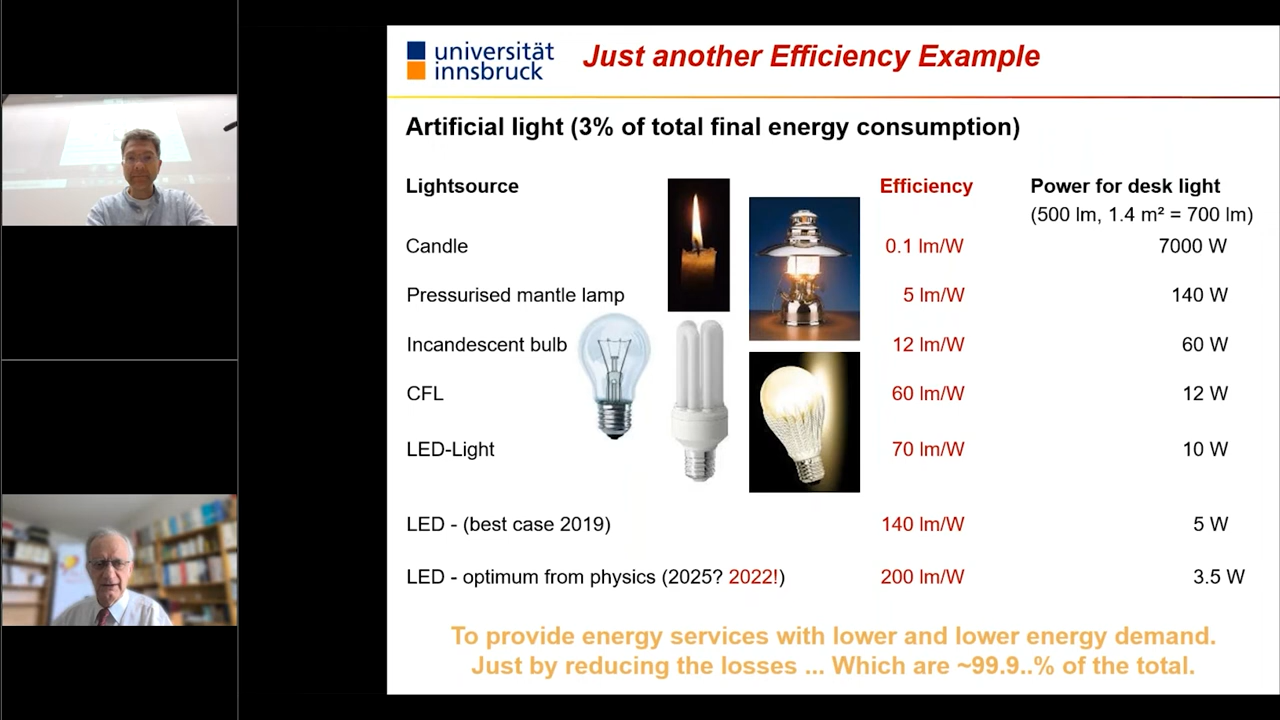 universität
innsbruck
Just another Efficiency Example
Artificial light (3% of total final energy consumption)
Lightsource Efficiency Power for desk light
(500 lm, 1.4 m² = 700 lm)
Candle 0.1 lm/W 7000 W
Pressurised mantle lamp 5 lm/W 140 W
Incandescent bulb 12 lm/W 60 W
CFL 60 lm/W 12 W
LED-Light 70 lm/W 10 W
LED - (best case 2019) 140 lm/W 5 W
LED - optimum from physics (2025? 2022!) 200 lm/W 3.5 W
To provide energy services with lower and lower energy demand.
Just by reducing the losses ... Which are ~99.9..% of the total.